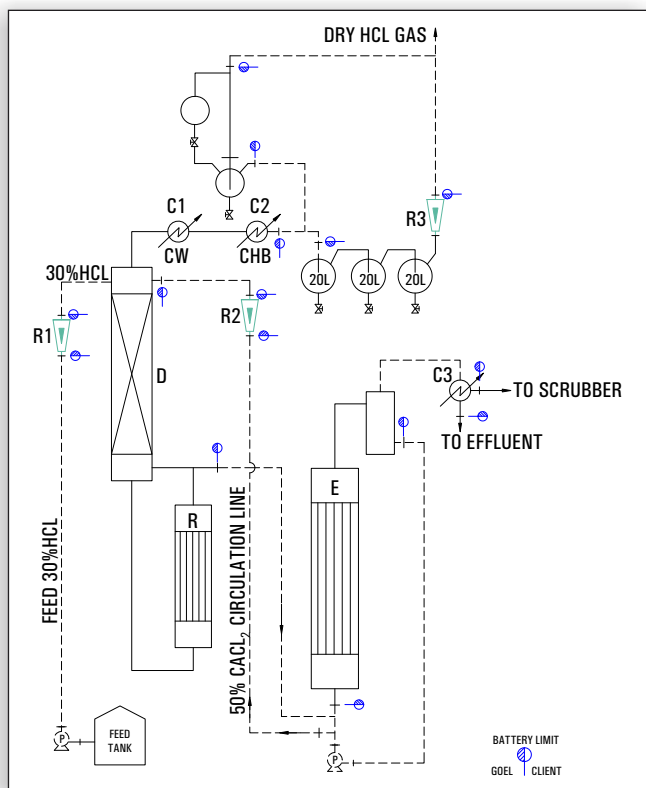 DRY HCL GAS
C1
C2
CW
CHB
R3
20L
20L
20L
30%HCL
R1
R2
D
C3
TO SCRUBBER
TO EFFLUENT
E
R
FEED 30%HCL
50% CACL₂ CIRCULATION LINE
FEED
TANK
P
P
BATTERY LIMIT
GOEL CLIENT